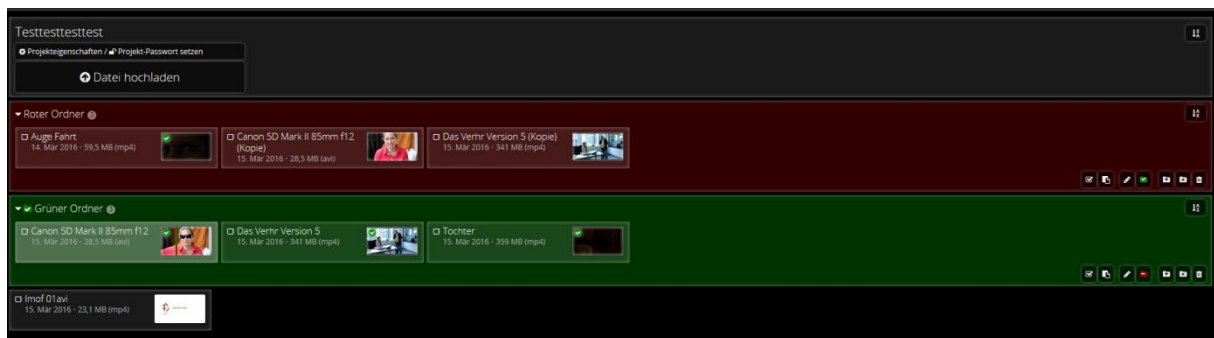 Testtesttesttest
Projekteigenschaften / Projekt-Passwort setzen
Datei hochladen
Roter Ordner 3
Auge Fahrt
14. Mär 2016 - 59,5 MB (mp4)
Canon 5D Mark II 85mm f12
(Kopie)
15. Mär 2016 - 28,5 MB (avi)
Das Verhr Version 5 (Kopie)
15. Mär 2016 - 341 MB (mp4)
Grüner Ordner 3
Canon 5D Mark II 85mm f12
15. Mär 2016 - 28,5 MB (avi)
Das Verhr Version 5
15. Mär 2016 - 341 MB (mp4)
Tochter
15. Mär 2016 - 359 MB (mp4)
Imof 01avi
15. Mär 2016 - 23,1 MB (mp4)